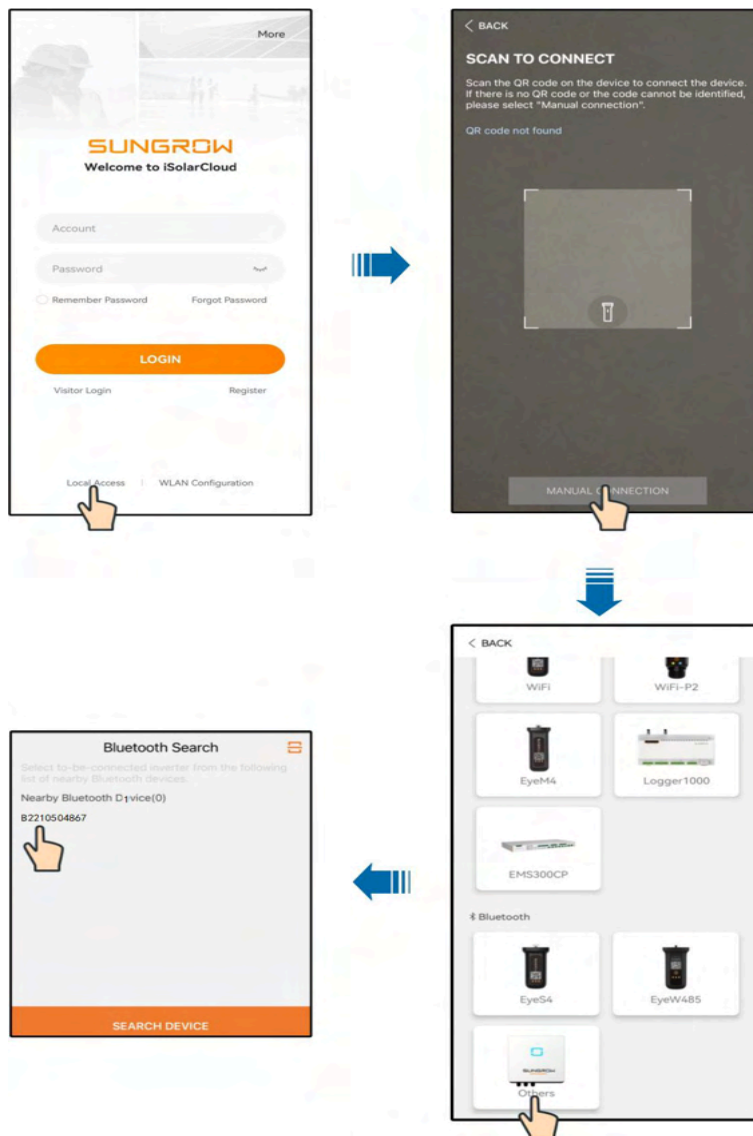 More
SUNGROW
Welcome to iSolarCloud
Account
Password
Remember Password Forgot Password
LOGIN
Visitor Login Register
Local Access | WLAN Configuration
< BACK
SCAN TO CONNECT
Scan the QR code on the device to connect the device.
If there is no QR code or the code cannot be identified,
please select "Manual connection".
QR code not found
MANUAL CONNECTION
< BACK
WiFi WiFi-P2
EyeM4 Logger1000
EMS300CP
Bluetooth
EyeS4 EyeW485
SUNGROW
Others
Bluetooth Search
Select to-be-connected inverter from the following
list of nearby Bluetooth devices.
Nearby Bluetooth Device(0)
B2210504867
SEARCH DEVICE